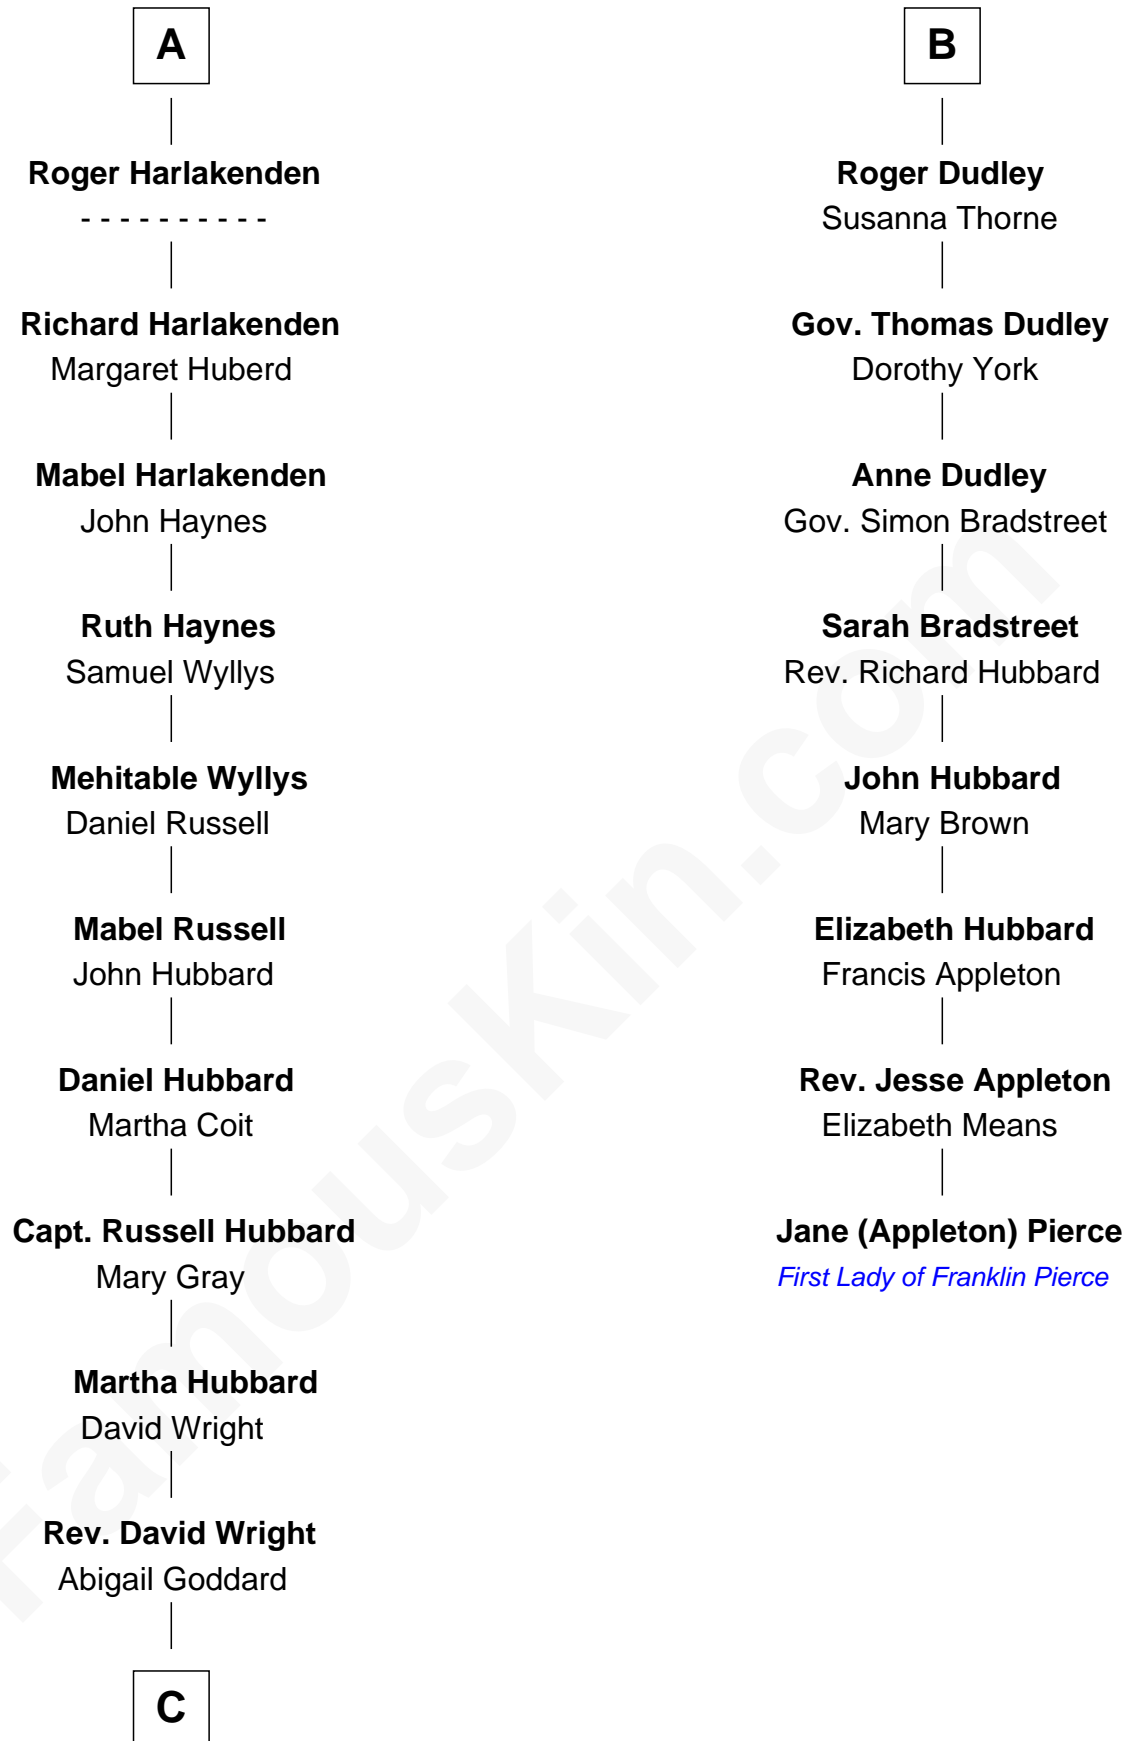 A
Roger Harlakenden
- - - - - - - - - -
Richard Harlakenden
Margaret Huberd
Mabel Harlakenden
John Haynes
Ruth Haynes
Samuel Wyllys
Mehitable Wyllys
Daniel Russell
Mabel Russell
John Hubbard
Daniel Hubbard
Martha Coit
Capt. Russell Hubbard
Mary Gray
Martha Hubbard
David Wright
Rev. David Wright
Abigail Goddard
C
B
Roger Dudley
Susanna Thorne
Gov. Thomas Dudley
Dorothy York
Anne Dudley
Gov. Simon Bradstreet
Sarah Bradstreet
Rev. Richard Hubbard
John Hubbard
Mary Brown
Elizabeth Hubbard
Francis Appleton
Rev. Jesse Appleton
Elizabeth Means
Jane (Appleton) Pierce
First Lady of Franklin Pierce
FamousKin.com